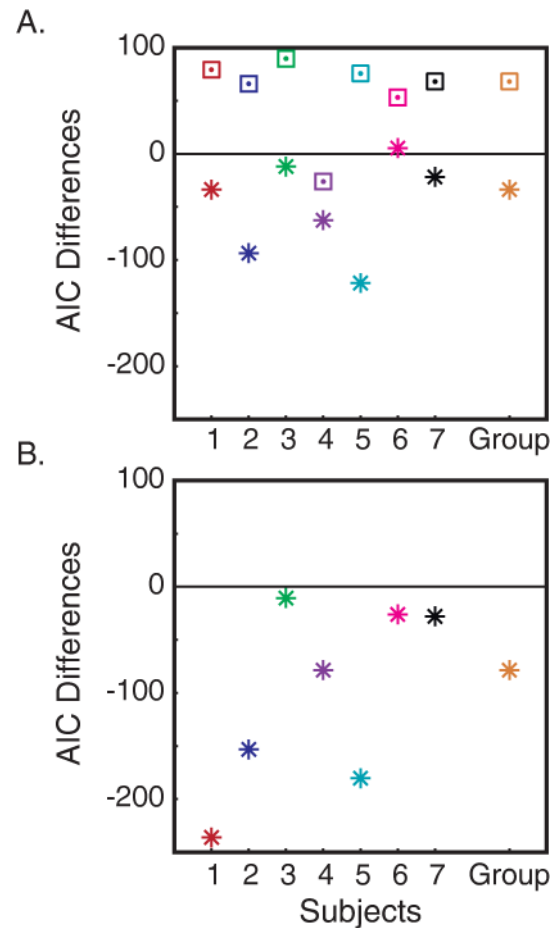 A.
100
0
-100
-200
AIC Differences
1 2 3 4 5 6 7 Group
B.
100
0
-100
-200
AIC Differences
1 2 3 4 5 6 7 Group
Subjects